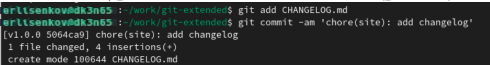 erlisenkov@dk3n65:~/work/git-extended$ git add CHANGELOG.md
erlisenkov@dk3n65:~/work/git-extended$ git commit -am 'chore(site): add changelog'
[v1.0.0 5064ca9] chore(site): add changelog
1 file changed, 4 insertions(+)
create mode 100644 CHANGELOG.md